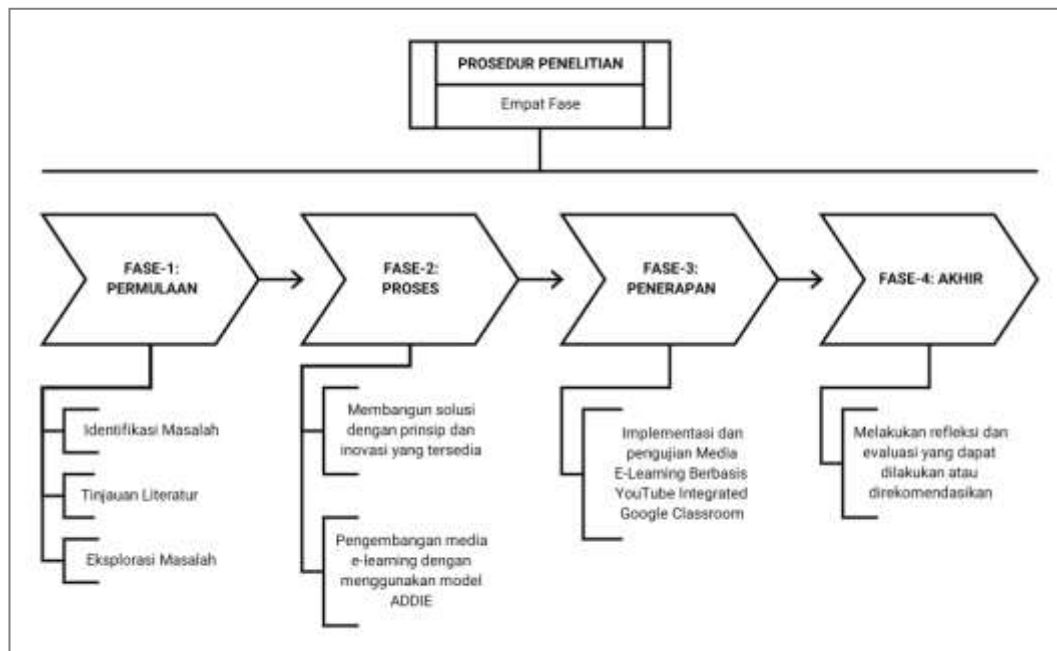 PROSEDUR PENELITIAN
Empat Fase
FASE-1:
PERMULAAN
FASE-2:
PROSES
FASE-3:
PENERAPAN
FASE-4: AKHIR
Identifikasi Masalah
Tinjauan Literatur
Eksplorasi Masalah
Membangun solusi
dengan prinsip dan
inovasi yang tersedia
Pengembangan media
e-learning dengan
menggunakan model
ADDIE
Implementasi dan
pengujian Media
E-Learning Berbasis
YouTube Integrated
Google Classroom
Melakukan refleksi dan
evaluasi yang dapat
dilakukan atau
direkomendasikan